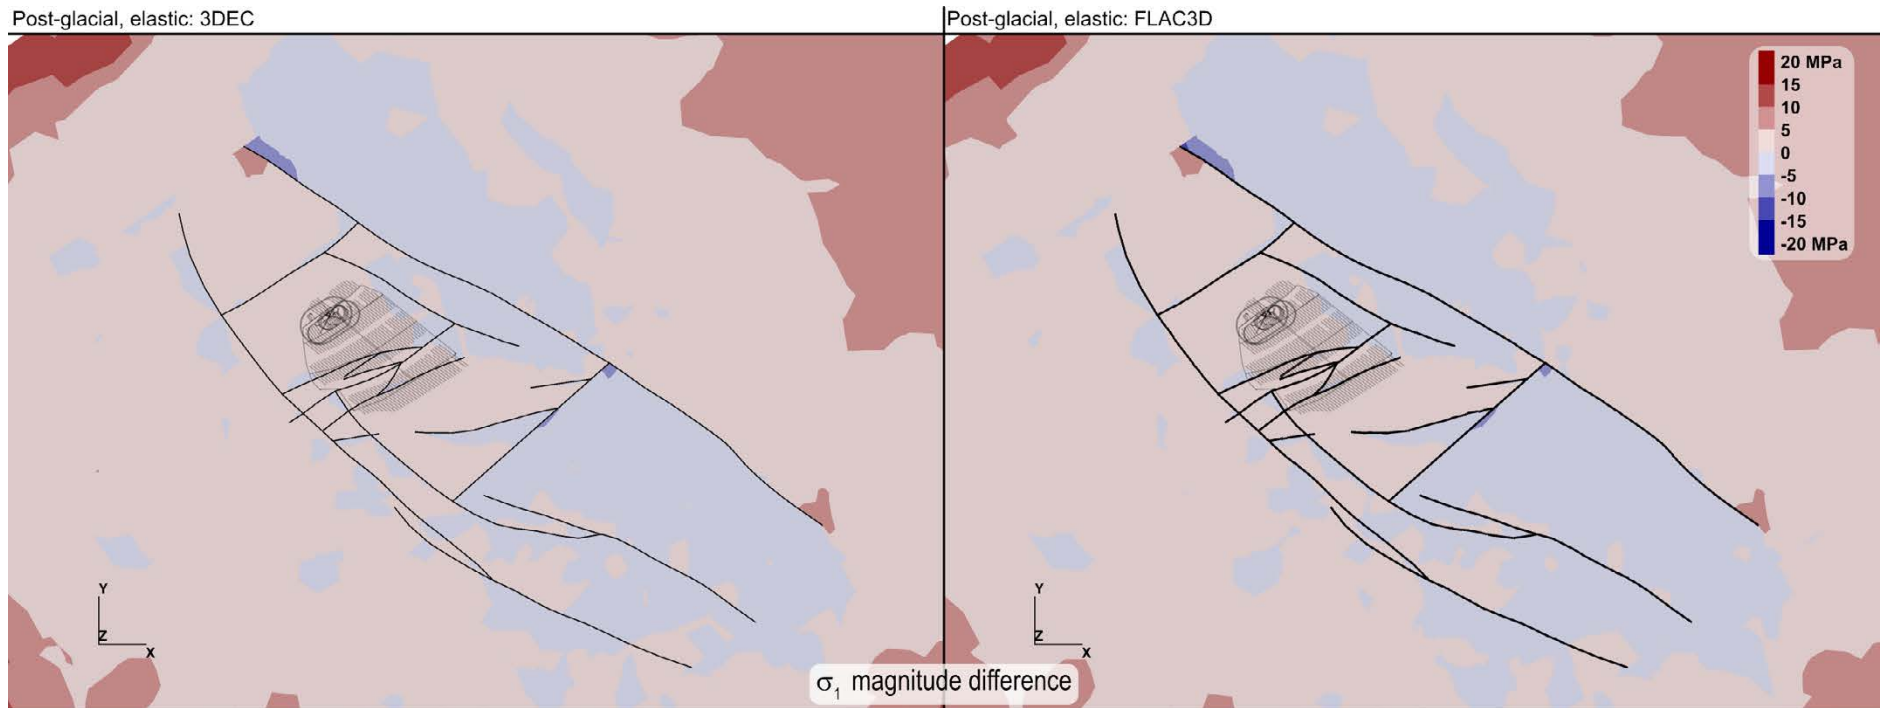 Post-glacial, elastic: 3DEC
Post-glacial, elastic: FLAC3D
20 MPa
15
10
5
0
-5
-10
-15
-20 MPa
Y
Z
X
Y
Z
X
σ₁ magnitude difference